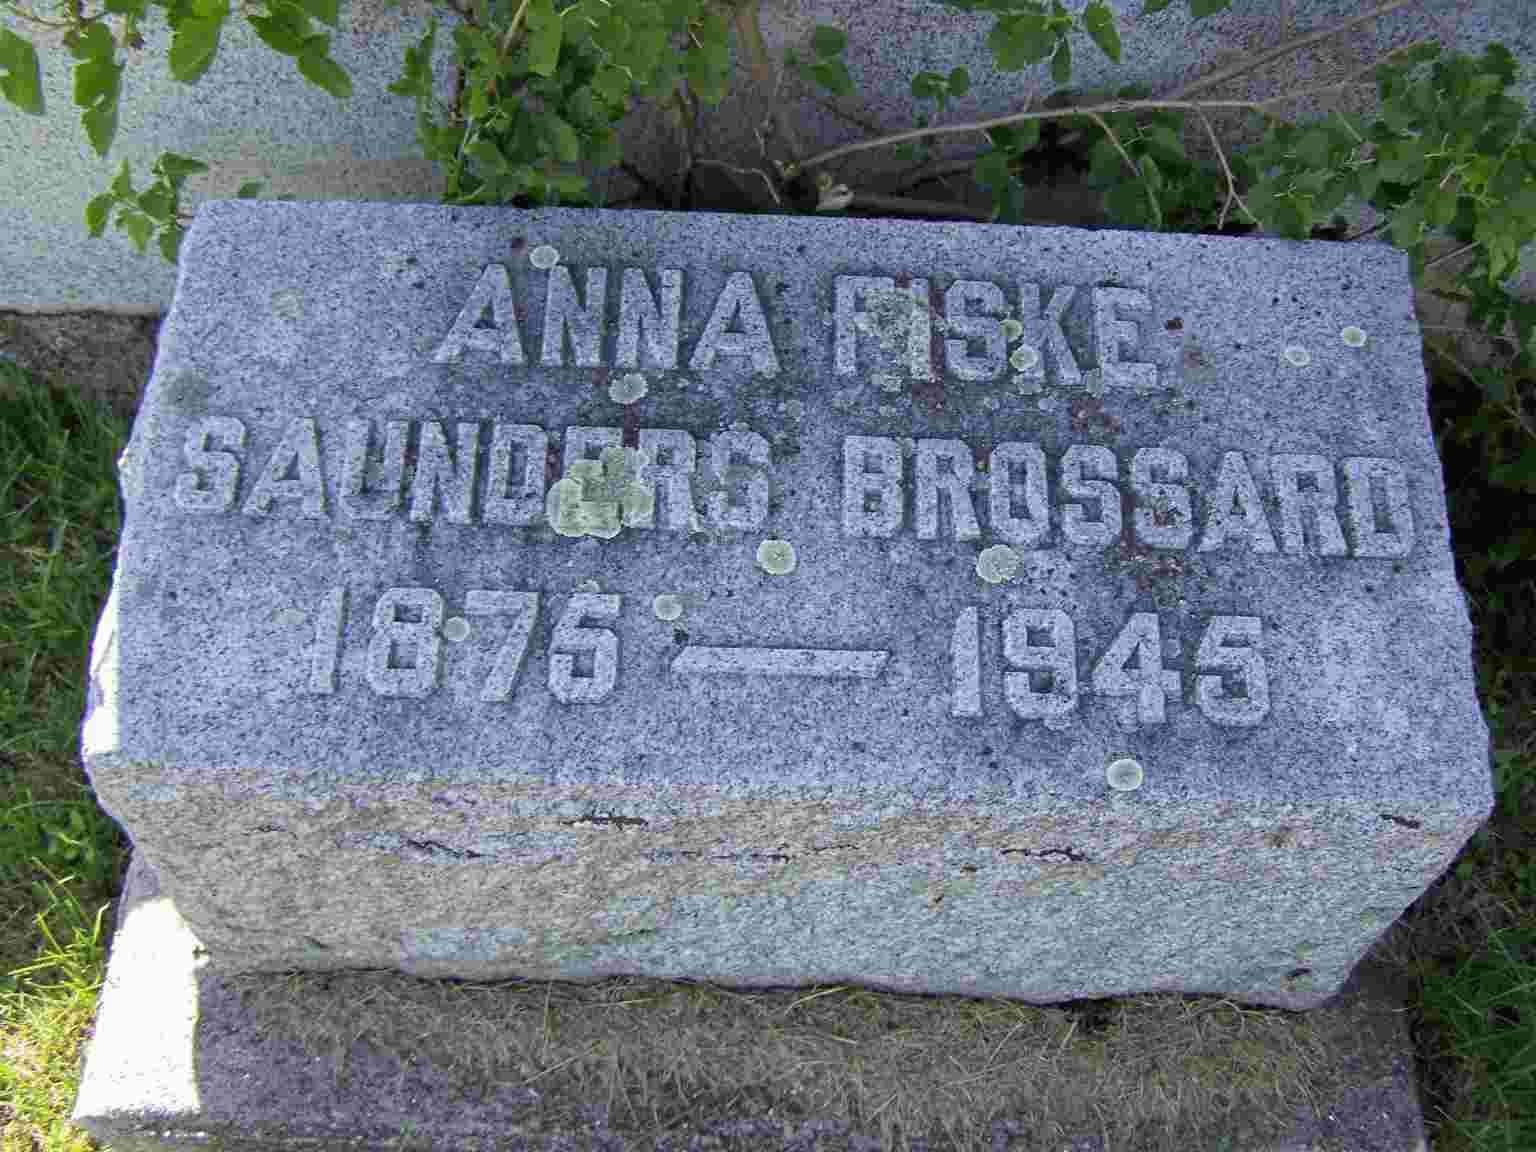 ANNA FISKE
SAUNDERS BROSSARD
1875 — 1945